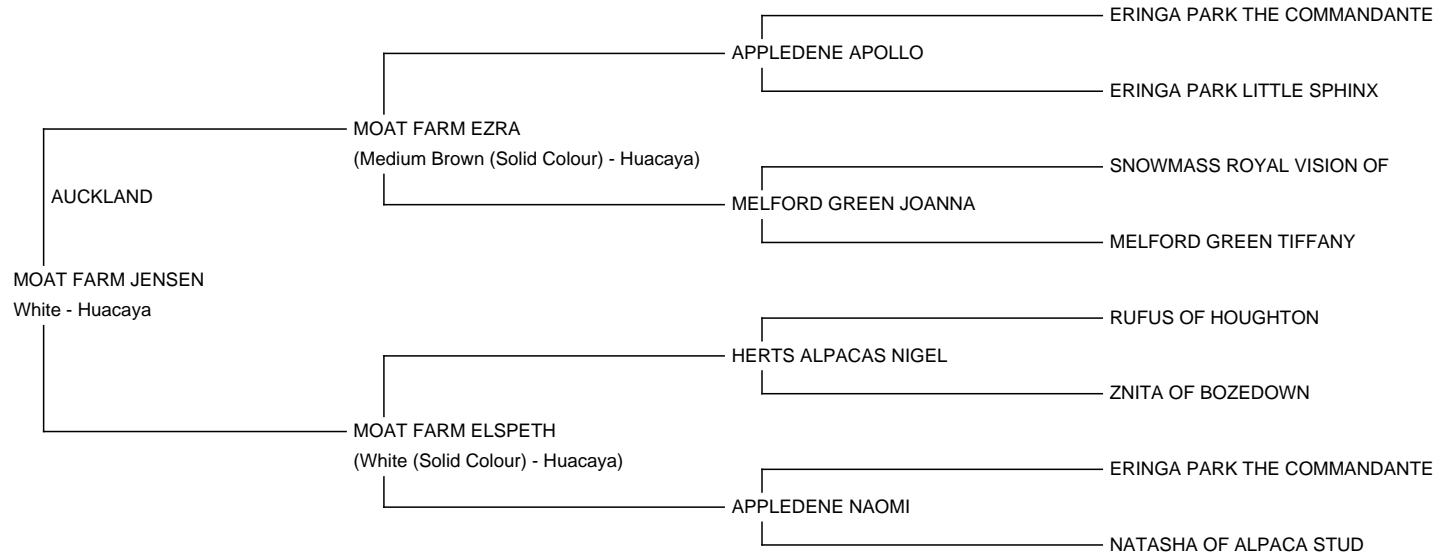 ERINGA PARK THE COMMANDANTE
APPLEDENE APOLLO
ERINGA PARK LITTLE SPHINX
MOAT FARM EZRA
(Medium Brown (Solid Colour) - Huacaya)
SNOWMASS ROYAL VISION OF
AUCKLAND
MELFORD GREEN JOANNA
MELFORD GREEN TIFFANY
MOAT FARM JENSEN
White - Huacaya
RUFUS OF HOUGHTON
HERTS ALPACAS NIGEL
ZNITA OF BOZEDOWN
MOAT FARM ELSPETH
(White (Solid Colour) - Huacaya)
ERINGA PARK THE COMMANDANTE
APPLEDENE NAOMI
NATASHA OF ALPACA STUD